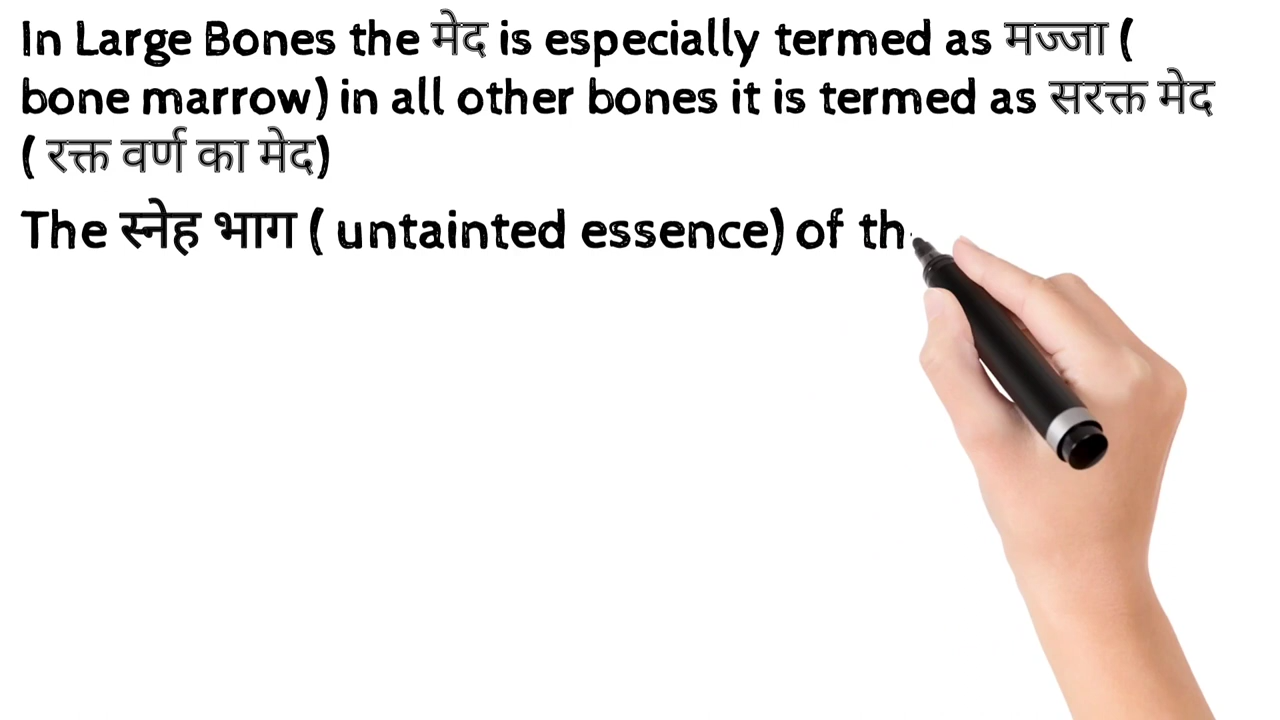 In Large Bones the मेद is especially termed as मज्जा (
bone marrow) in all other bones it is termed as सरक्त मेद
( रक्त वर्ण का मेद)
The स्नेह भाग ( untainted essence) of th